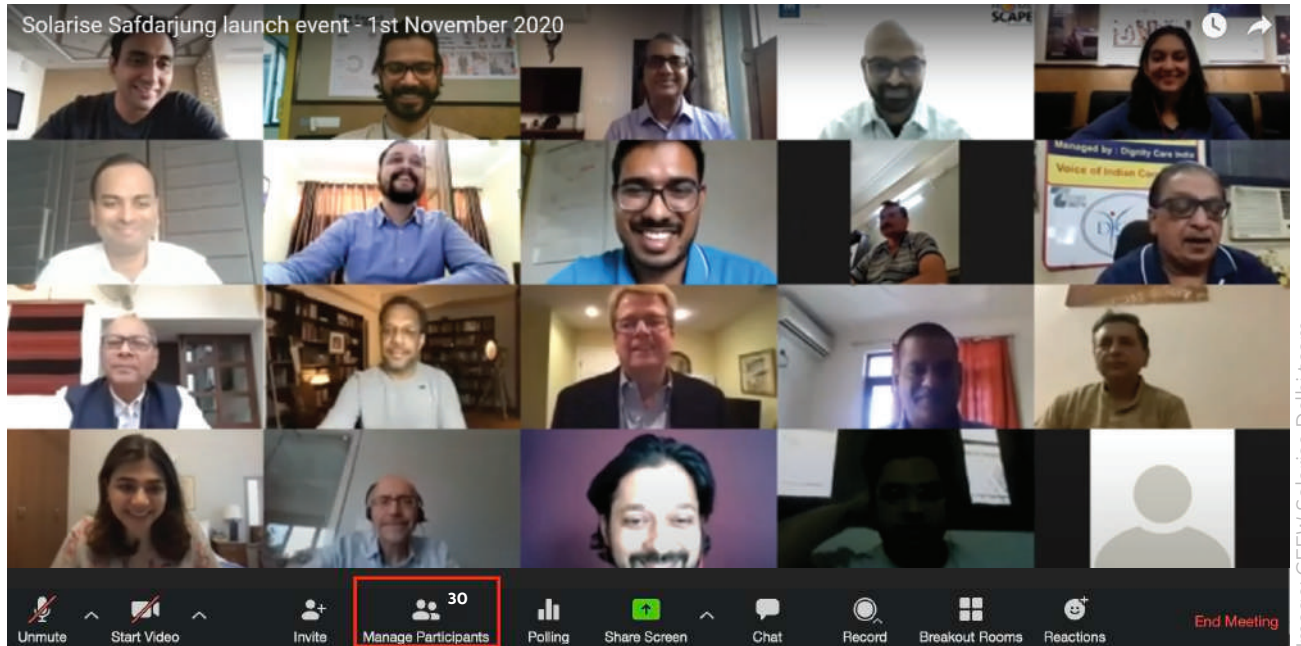 Solarise Safdarjung launch event - 1st November 2020
SCAPE
Managed by : Dignity Care India
Voice of Indian
30
Unmute
Start Video
Invite
Manage Participants
Polling
Share Screen
Chat
Record
Breakout Rooms
Reactions
End Meeting